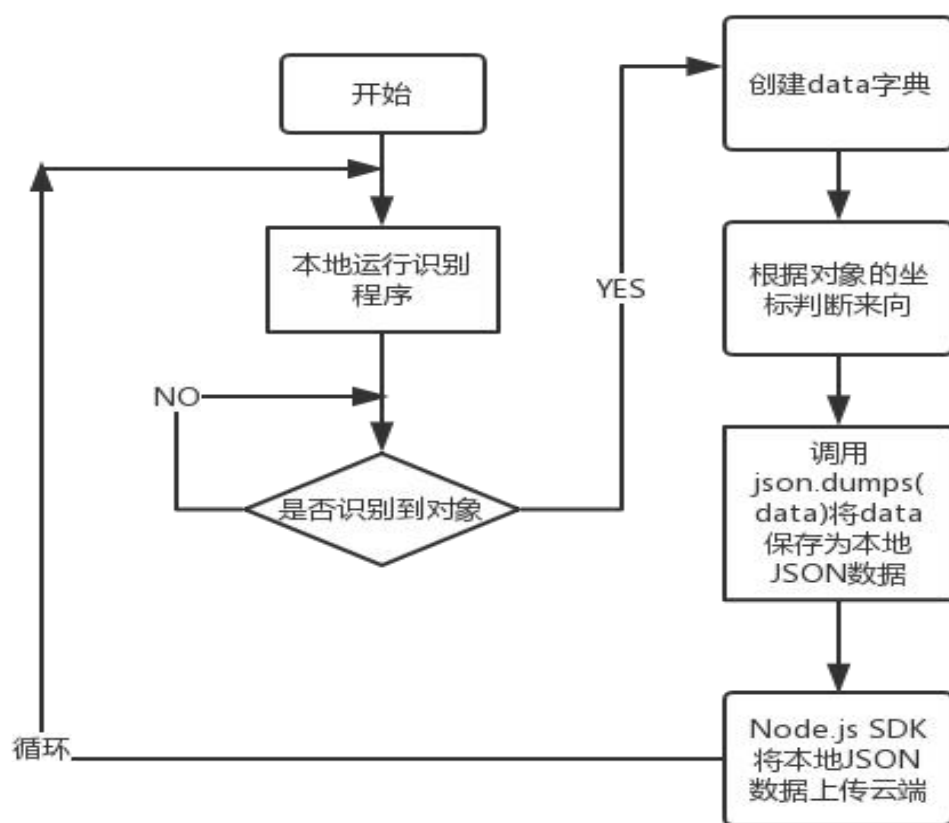 开始
本地运行识别
程序
NO
是否识别到对象
YES
创建data字典
根据对象的坐
标判断来向
调用
json.dumps(
data)将data
保存为本地
JSON数据
Node.js SDK
将本地JSON
数据上传云端
循环